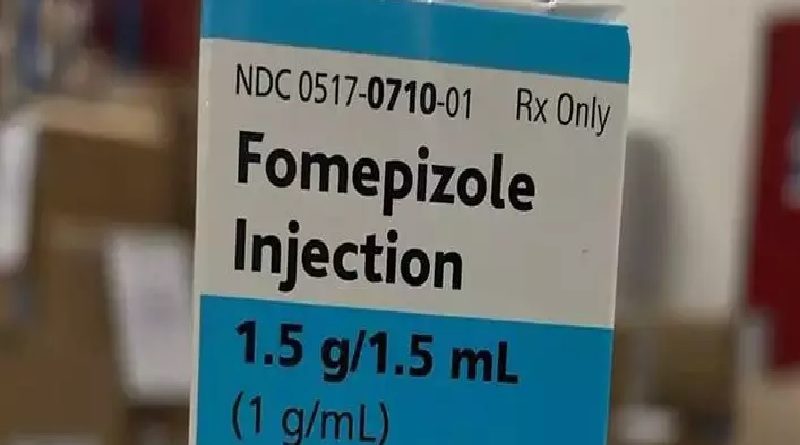 NDC 0517-0710-01 Rx Only
Fomepizole
Injection
1.5 g/1.5 mL
(1 g/mL)